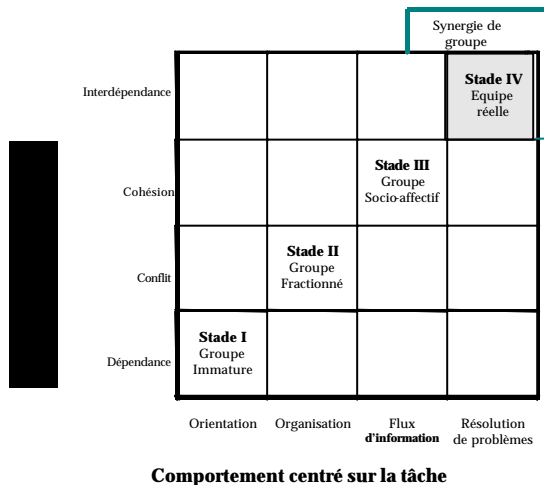 Synergie de
groupe
Interdépendance
Stade IV
Equipe
réelle
Cohésion
Stade III
Groupe
Socio-affectif
Conflit
Stade II
Groupe
Fractionné
Dépendance
Stade I
Groupe
Immature
Orientation
Organisation
Flux
d'information
Résolution
de problèmes
Comportement centré sur la tâche